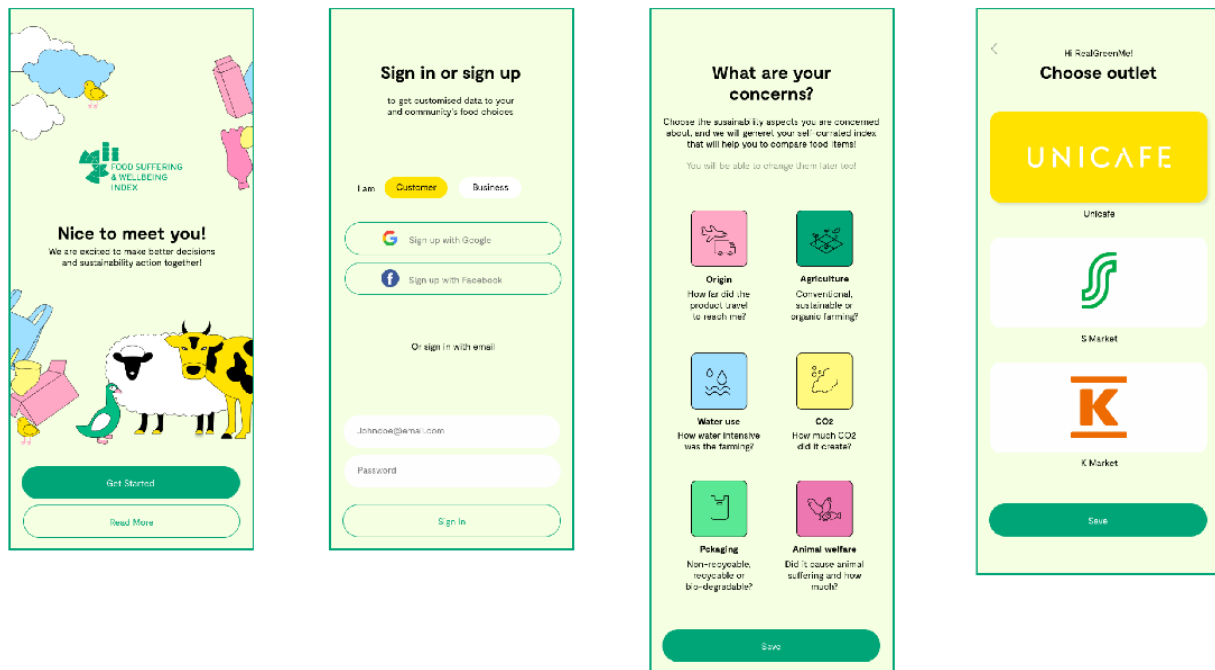 FOOD SUFFERING
& WELLBEING
INDEX
Nice to meet you!
We are excited to make better decisions
and sustainability action together!
Get Started
Read More
Sign in or sign up
to get customised data to your
and community's food choices
I am
Customer
Business
Sign up with Google
Sign up with Facebook
Or sign in with email
Johndoe@email.com
Password
Sign In
What are your
concerns?
Choose the susainability aspects you are concerned
about, and we will generet your self-currated index
that will help you to compare food items!
You will be able to change them later too!
Origin
How far did the
product travel
to reach me?
Agriculture
Conventional,
sustainable or
organic farming?
Water use
How water intensive
was the farming?
CO2
How much CO2
did it create?
Pckaging
Non-recycable,
recycable or
bio-degradable?
Animal welfare
Did it cause animal
suffering and how
much?
Save
Hi RealGreenMe!
Choose outlet
UNICAFE
Unicafe
S
S Market
K
K Market
Save